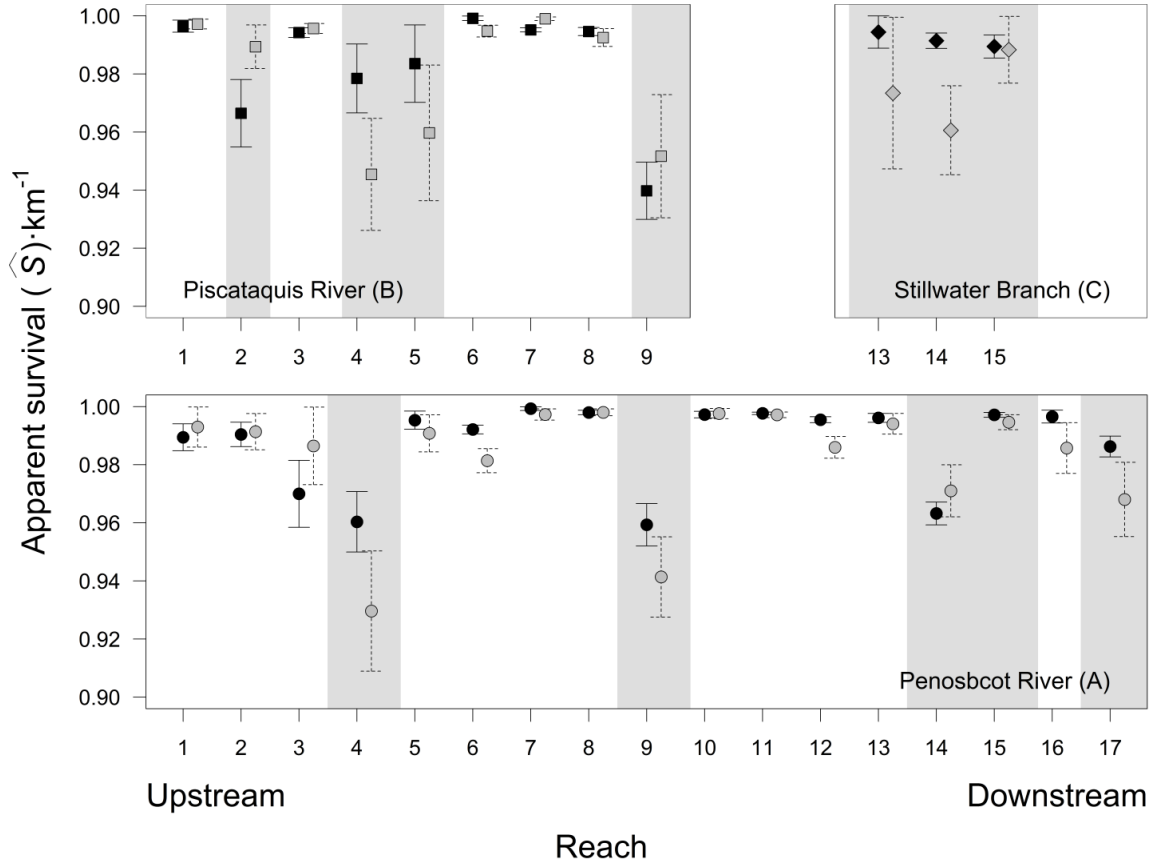 Apparent survival (Ŝ)·km⁻¹
1.00
0.98
0.96
0.94
0.92
0.90
Piscataquis River (B)
Stillwater Branch (C)
1 2 3 4 5 6 7 8 9
13 14 15
1.00
0.98
0.96
0.94
0.92
0.90
Penosbcot River (A)
1 2 3 4 5 6 7 8 9 10 11 12 13 14 15 16 17
Upstream
Downstream
Reach